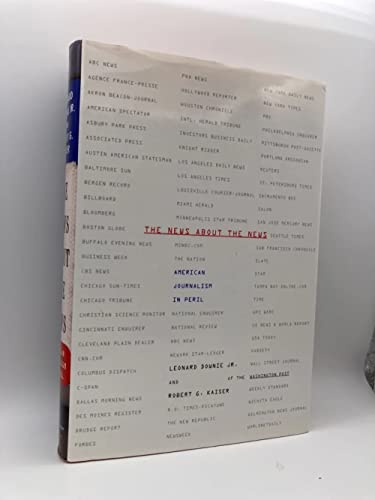 ABC NEWS
AGENCE FRANCE-PRESSE
AKRON BEACON-JOURNAL
AMERICAN SPECTATOR
ASBURY PARK PRESS
ASSOCIATED PRESS
AUSTIN AMERICAN STATESMAN
BALTIMORE SUN
BERGEN RECORD
BILLBOARD
BLOOMBERG
BOSTON GLOBE
BUFFALO EVENING NEWS
BUSINESS WEEK
CBS NEWS
CHICAGO SUN-TIMES
CHICAGO TRIBUNE
CHRISTIAN SCIENCE MONITOR
CINCINNATI ENQUIRER
CLEVELAND PLAIN DEALER
CNN.COM
COLUMBUS DISPATCH
C-SPAN
DALLAS MORNING NEWS
DES MOINES REGISTER
DRUDGE REPORT
FORBES
FOX NEWS
HOLLYWOOD REPORTER
HOUSTON CHRONICLE
INTL. HERALD TRIBUNE
INVESTORS BUSINESS DAILY
KNIGHT RIDDER
LOS ANGELES DAILY NEWS
LOS ANGELES TIMES
LOUISVILLE COURIER-JOURNAL
MIAMI HERALD
MINNEAPOLIS STAR TRIBUNE
THE NEWS ABOUT THE NEWS
MSNBC.COM
THE NATION
AMERICAN
JOURNALISM
IN PERIL
NATIONAL ENQUIRER
NATIONAL REVIEW
NBC NEWS
NEWARK STAR-LEDGER
LEONARD DOWNIE JR.
AND
ROBERT G. KAISER
OF THE WASHINGTON POST
N.O. TIMES-PICAYUNE
THE NEW REPUBLIC
NEWSWEEK
NEW YORK DAILY NEWS
NEW YORK TIMES
PBS
PHILADELPHIA INQUIRER
PITTSBURGH POST-GAZETTE
PORTLAND OREGONIAN
REUTERS
ST. PETERSBURG TIMES
SACRAMENTO BEE
SALON
SAN JOSE MERCURY NEWS
SEATTLE TIMES
SAN FRANCISCO CHRONICLE
SLATE
STAR
TAMPA BAY ONLINE.COM
TIME
UPI WIRE
US NEWS & WORLD REPORT
USA TODAY
VARIETY
WALL STREET JOURNAL
WEEKLY STANDARD
WICHITA EAGLE
WILMINGTON NEWS JOURNAL
WORLDNETDAILY